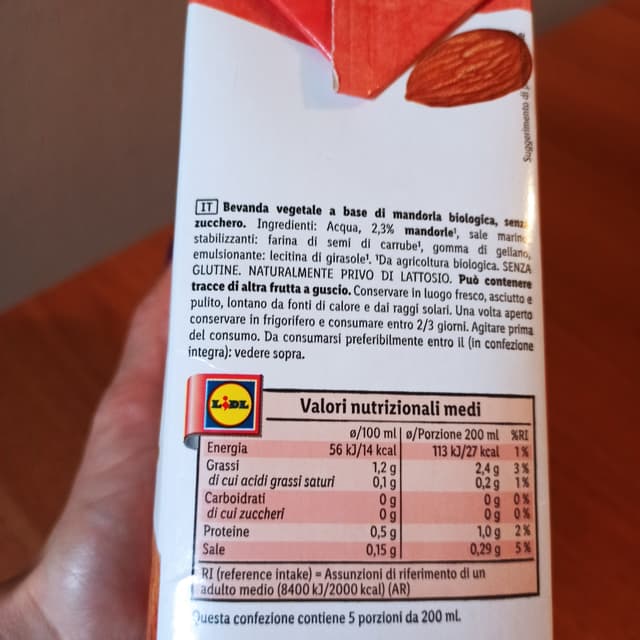 Suggerimento di
IT Bevanda vegetale a base di mandorla biologica, senza
zucchero. Ingredienti: Acqua, 2,3% mandorle¹, sale marino,
stabilizzanti: farina di semi di carrube¹, gomma di gellano,
emulsionante: lecitina di girasole¹. ¹Da agricoltura biologica. SENZA
GLUTINE. NATURALMENTE PRIVO DI LATTOSIO. Può contenere
tracce di altra frutta a guscio. Conservare in luogo fresco, asciutto e
pulito, lontano da fonti di calore e dai raggi solari. Una volta aperto
conservare in frigorifero e consumare entro 2/3 giorni. Agitare prima
del consumo. Da consumarsi preferibilmente entro il (in confezione
integra): vedere sopra.
LIDL
Valori nutrizionali medi
ø/100 ml ø/Porzione 200 ml %RI
Energia 56 kJ/14 kcal 113 kJ/27 kcal 1%
Grassi 1,2 g 2,4 g 3%
di cui acidi grassi saturi 0,1 g 0,2 g 1%
Carboidrati 0 g 0 g 0%
di cui zuccheri 0 g 0 g 0%
Proteine 0,5 g 1,0 g 2%
Sale 0,15 g 0,29 g 5%
RI (reference intake) = Assunzioni di riferimento di un
adulto medio (8400 kJ/2000 kcal) (AR)
Questa confezione contiene 5 porzioni da 200 ml.